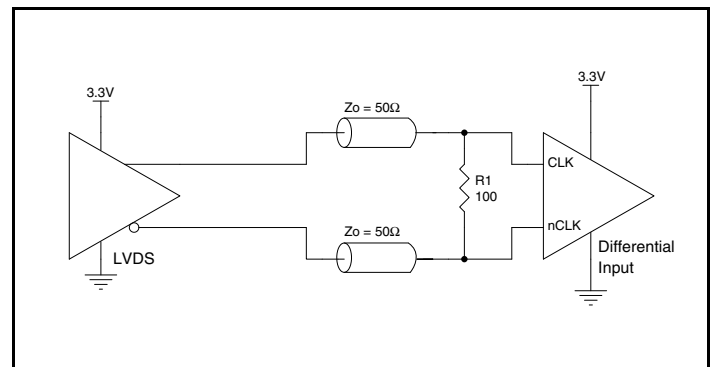 3.3V
3.3V
Zo = 50Ω
CLK
R1
100
nCLK
Zo = 50Ω
LVDS
Differential
Input